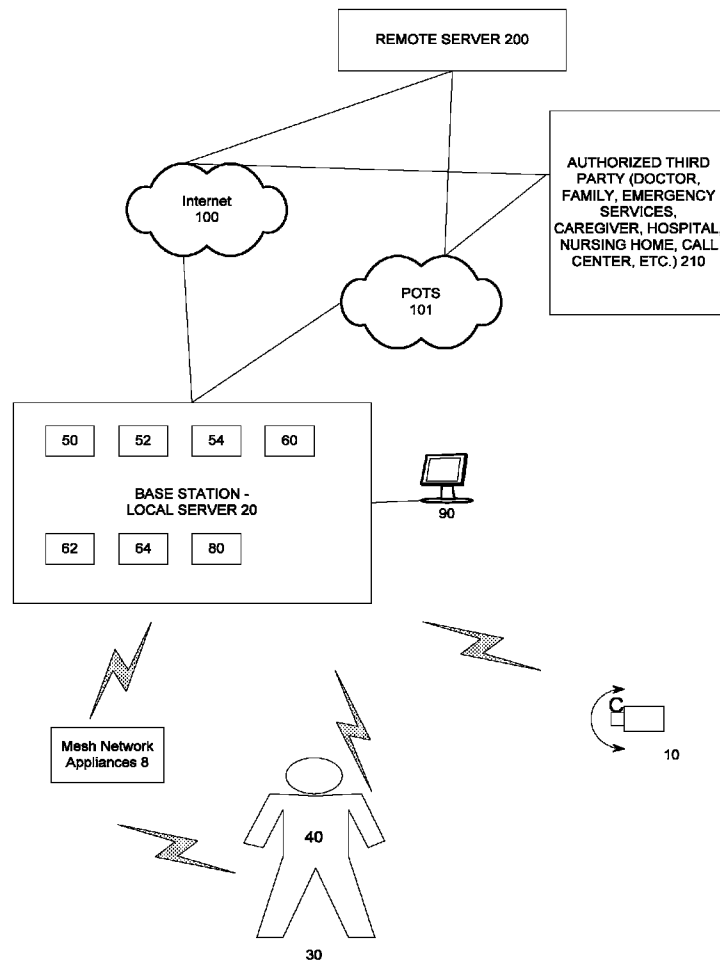 REMOTE SERVER 200
AUTHORIZED THIRD
PARTY (DOCTOR,
FAMILY, EMERGENCY
SERVICES,
CAREGIVER, HOSPITAL,
NURSING HOME, CALL
CENTER, ETC.) 210
Internet
100
POTS
101
50
52
54
60
BASE STATION -
LOCAL SERVER 20
62
64
80
90
C
10
Mesh Network
Appliances 8
40
30